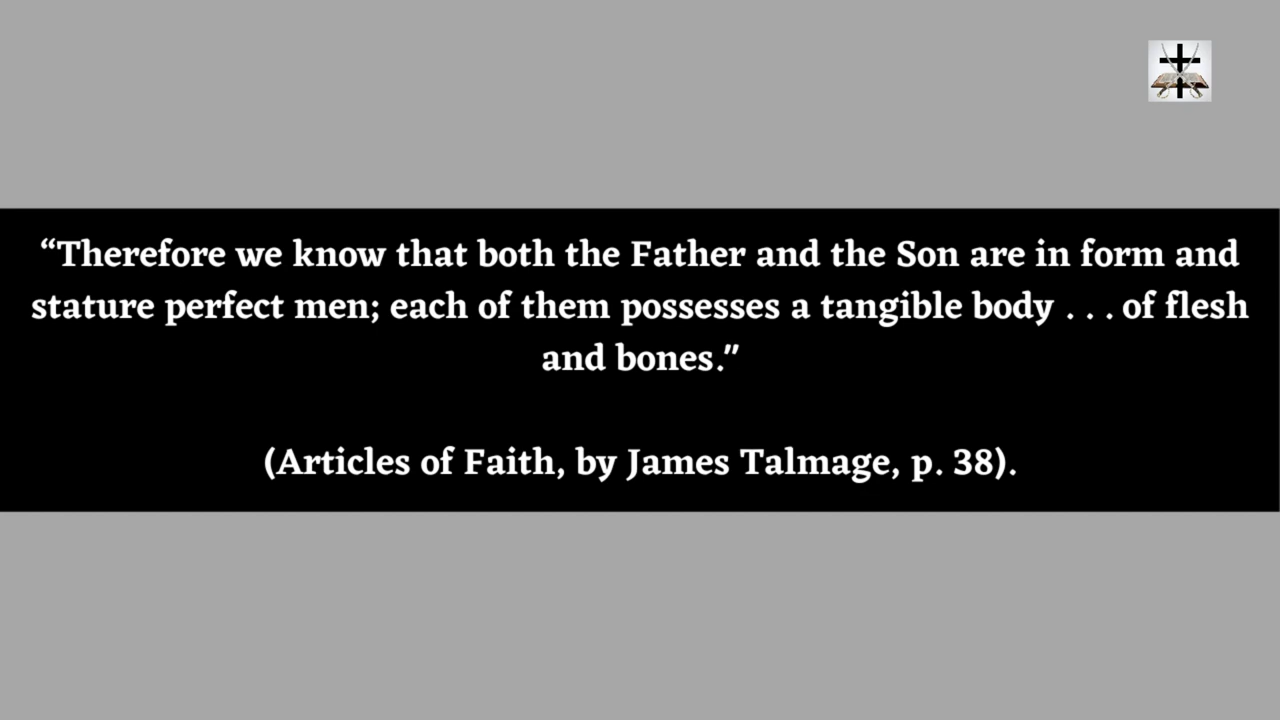 “Therefore we know that both the Father and the Son are in form and
stature perfect men; each of them possesses a tangible body . . . of flesh
and bones.”
(Articles of Faith, by James Talmage, p. 38).